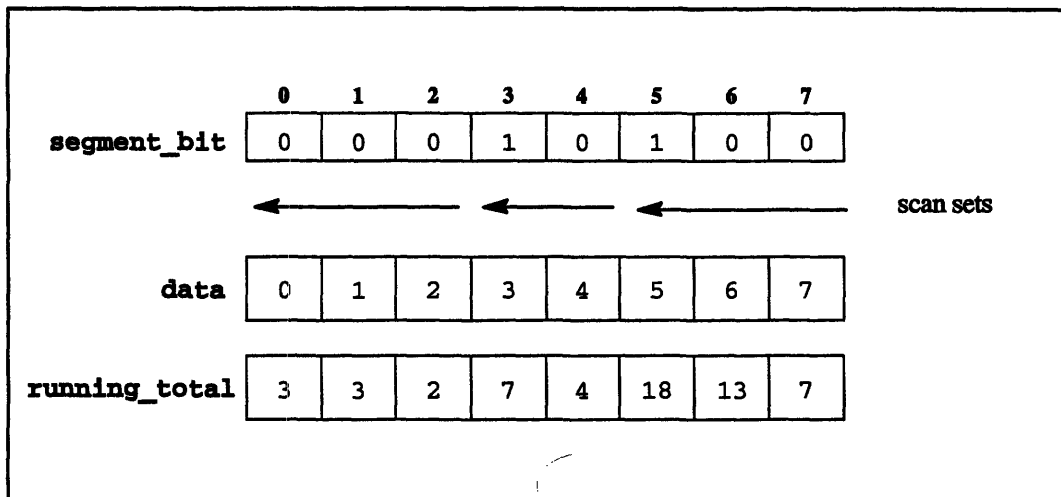 0 1 2 3 4 5 6 7
segment_bit 0 0 0 1 0 1 0 0
scan sets
data 0 1 2 3 4 5 6 7
running_total 3 3 2 7 4 18 13 7